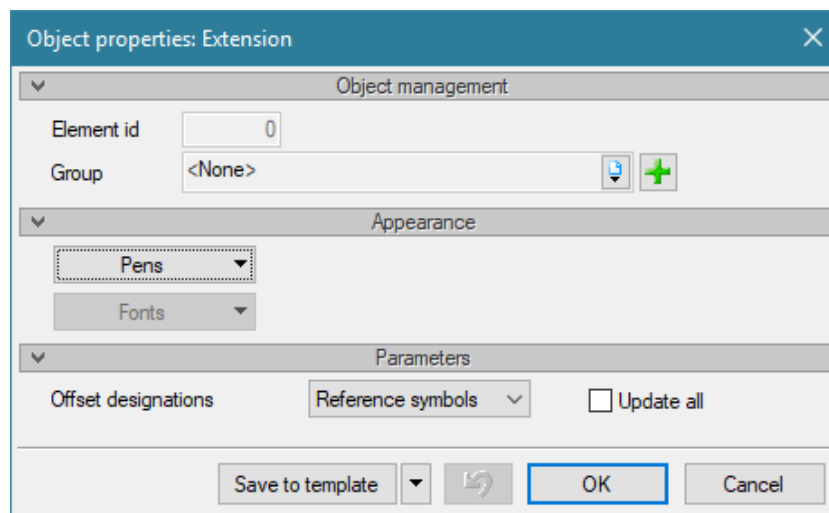 Object properties: Extension
Object management
Element id 0
Group <None>
Appearance
Pens
Fonts
Parameters
Offset designations Reference symbols Update all
Save to template OK Cancel